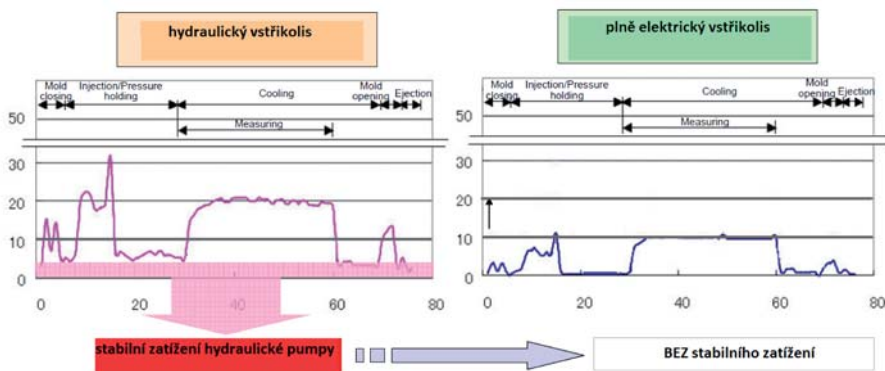 hydraulický vstřikolis
plně elektrický vstřikolis
Mold closing
Injection/Pressure holding
Cooling
Mold opening
Ejection
Measuring
50
30
20
10
0
0 20 40 60 80
Mold closing
Injection/Pressure holding
Cooling
Mold opening
Ejection
Measuring
50
30
20
10
0
0 20 40 60 80
stabilní zatížení hydraulické pumpy
BEZ stabilního zatížení